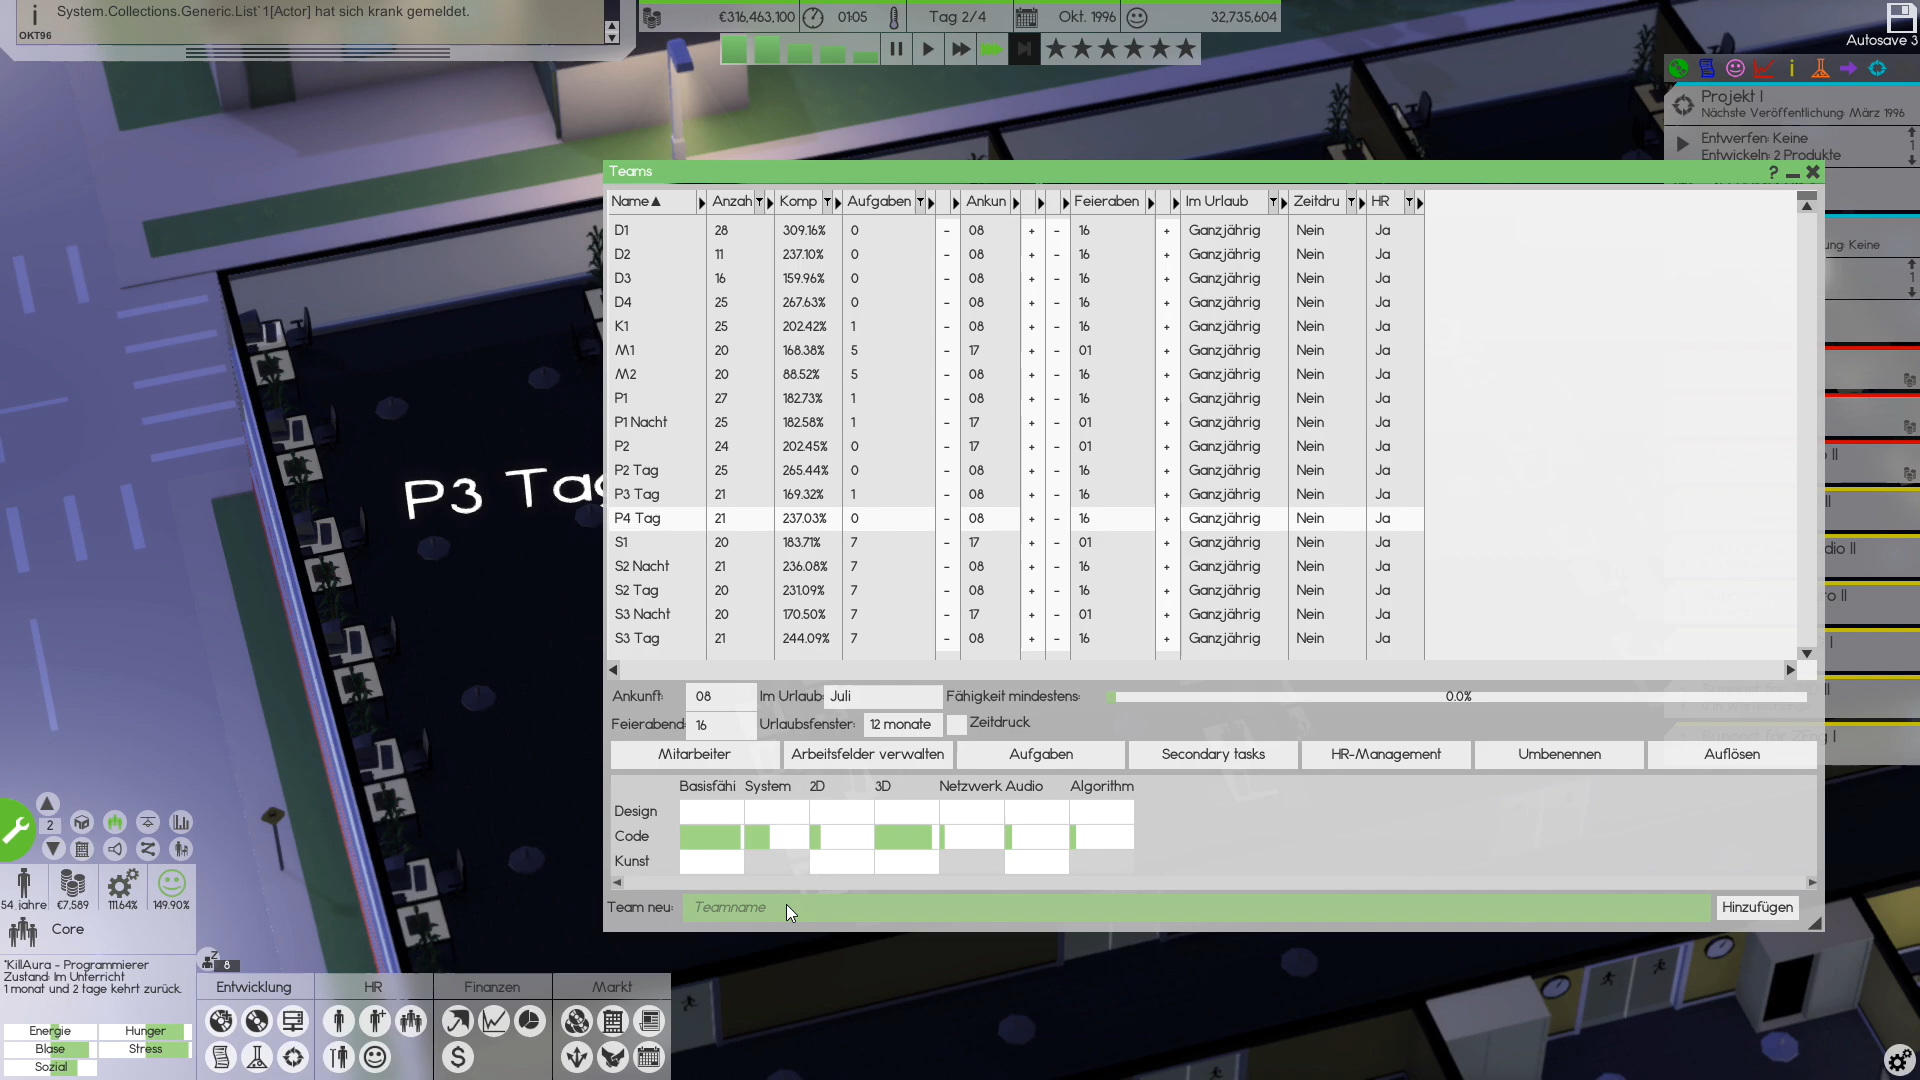 System.Collections.Generic.List`1[Actor] hat sich krank gemeldet.
OKT96
€316,463,100 01:05 Tag 2/4 Okt. 1996 32,735,604
Autosave 3
Projekt I
Nächste Veröffentlichung: März 1996
Entwerfen: Keine
Entwickeln: 2 Produkte
1
Teams
? 
Name▲ Anzah Komp Aufgaben Ankun Feieraben Im Urlaub Zeitdru HR
D1 28 309.16% 0 - 08 + - 16 + Ganzjährig Nein Ja
D2 11 237.10% 0 - 08 + - 16 + Ganzjährig Nein Ja
D3 16 159.96% 0 - 08 + - 16 + Ganzjährig Nein Ja
D4 25 267.63% 0 - 08 + - 16 + Ganzjährig Nein Ja
K1 25 202.42% 1 - 08 + - 16 + Ganzjährig Nein Ja
M1 20 168.38% 5 - 17 + - 01 + Ganzjährig Nein Ja
M2 20 88.52% 5 - 08 + - 16 + Ganzjährig Nein Ja
P1 27 182.73% 1 - 08 + - 16 + Ganzjährig Nein Ja
P1 Nacht 25 182.58% 1 - 17 + - 01 + Ganzjährig Nein Ja
P2 24 202.45% 0 - 17 + - 01 + Ganzjährig Nein Ja
P2 Tag 25 265.44% 0 - 08 + - 16 + Ganzjährig Nein Ja
P3 Tag 21 169.32% 1 - 08 + - 16 + Ganzjährig Nein Ja
P4 Tag 21 237.03% 0 - 08 + - 16 + Ganzjährig Nein Ja
S1 20 183.71% 7 - 17 + - 01 + Ganzjährig Nein Ja
S2 Nacht 21 236.08% 7 - 08 + - 16 + Ganzjährig Nein Ja
S2 Tag 20 231.09% 7 - 08 + - 16 + Ganzjährig Nein Ja
S3 Nacht 20 170.50% 7 - 17 + - 01 + Ganzjährig Nein Ja
S3 Tag 21 244.09% 7 - 08 + - 16 + Ganzjährig Nein Ja
Ankunft: 08 Im Urlaub: Juli Fähigkeit mindestens: 0.0%
Feierabend: 16 Urlaubsfenster: 12 monate Zeitdruck
Mitarbeiter Arbeitsfelder verwalten Aufgaben Secondary tasks HR-Management Umbenennen Auflösen
Basisfähi System 2D 3D Netzwerk Audio Algorithm
Design
Code
Kunst
Team neu: Teamname Hinzufügen
P3 Tag
ung: Keine
1
2
54 jahre €7,589 111.64% 149.90%
Core
"KillAura - Programmierer
Zustand: Im Unterricht
1 monat und 2 tage kehrt zurück.
Energie Hunger
Blase Stress
Sozial
Z 8
Entwicklung HR Finanzen Markt